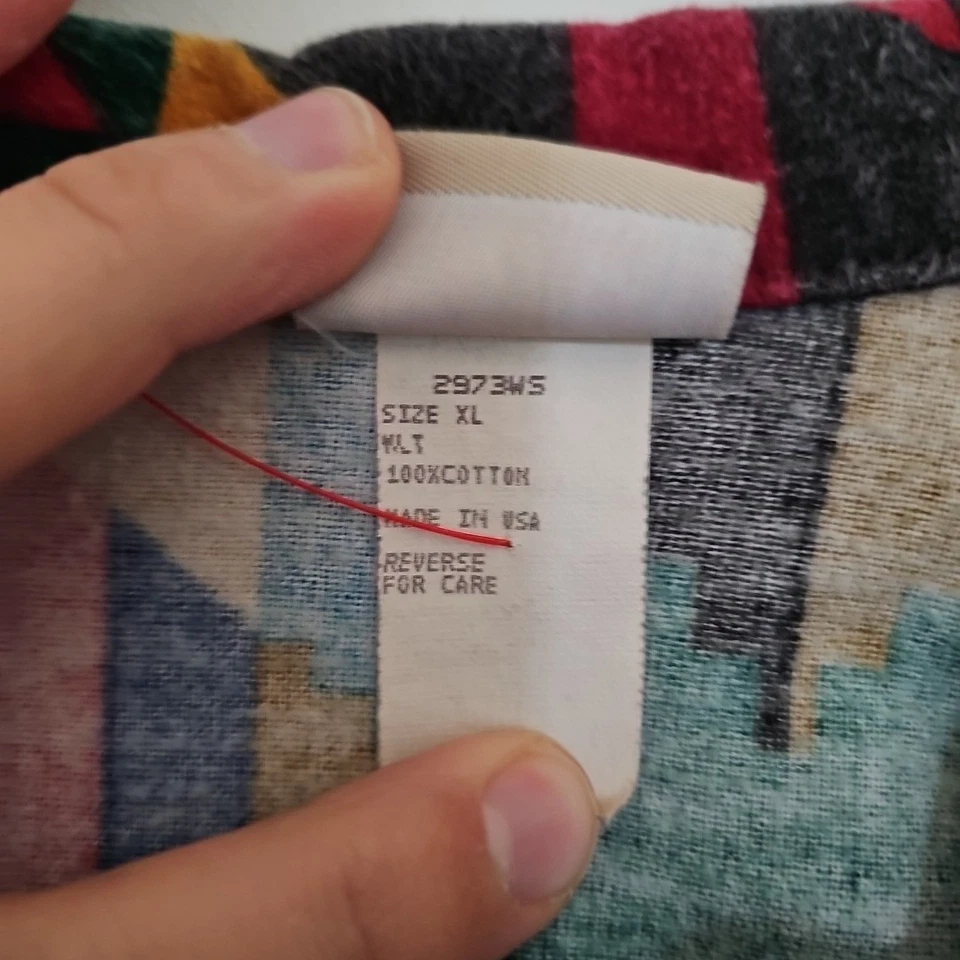 2973WS
SIZE XL
WLT
100%COTTON
MADE IN USA
REVERSE
FOR CARE